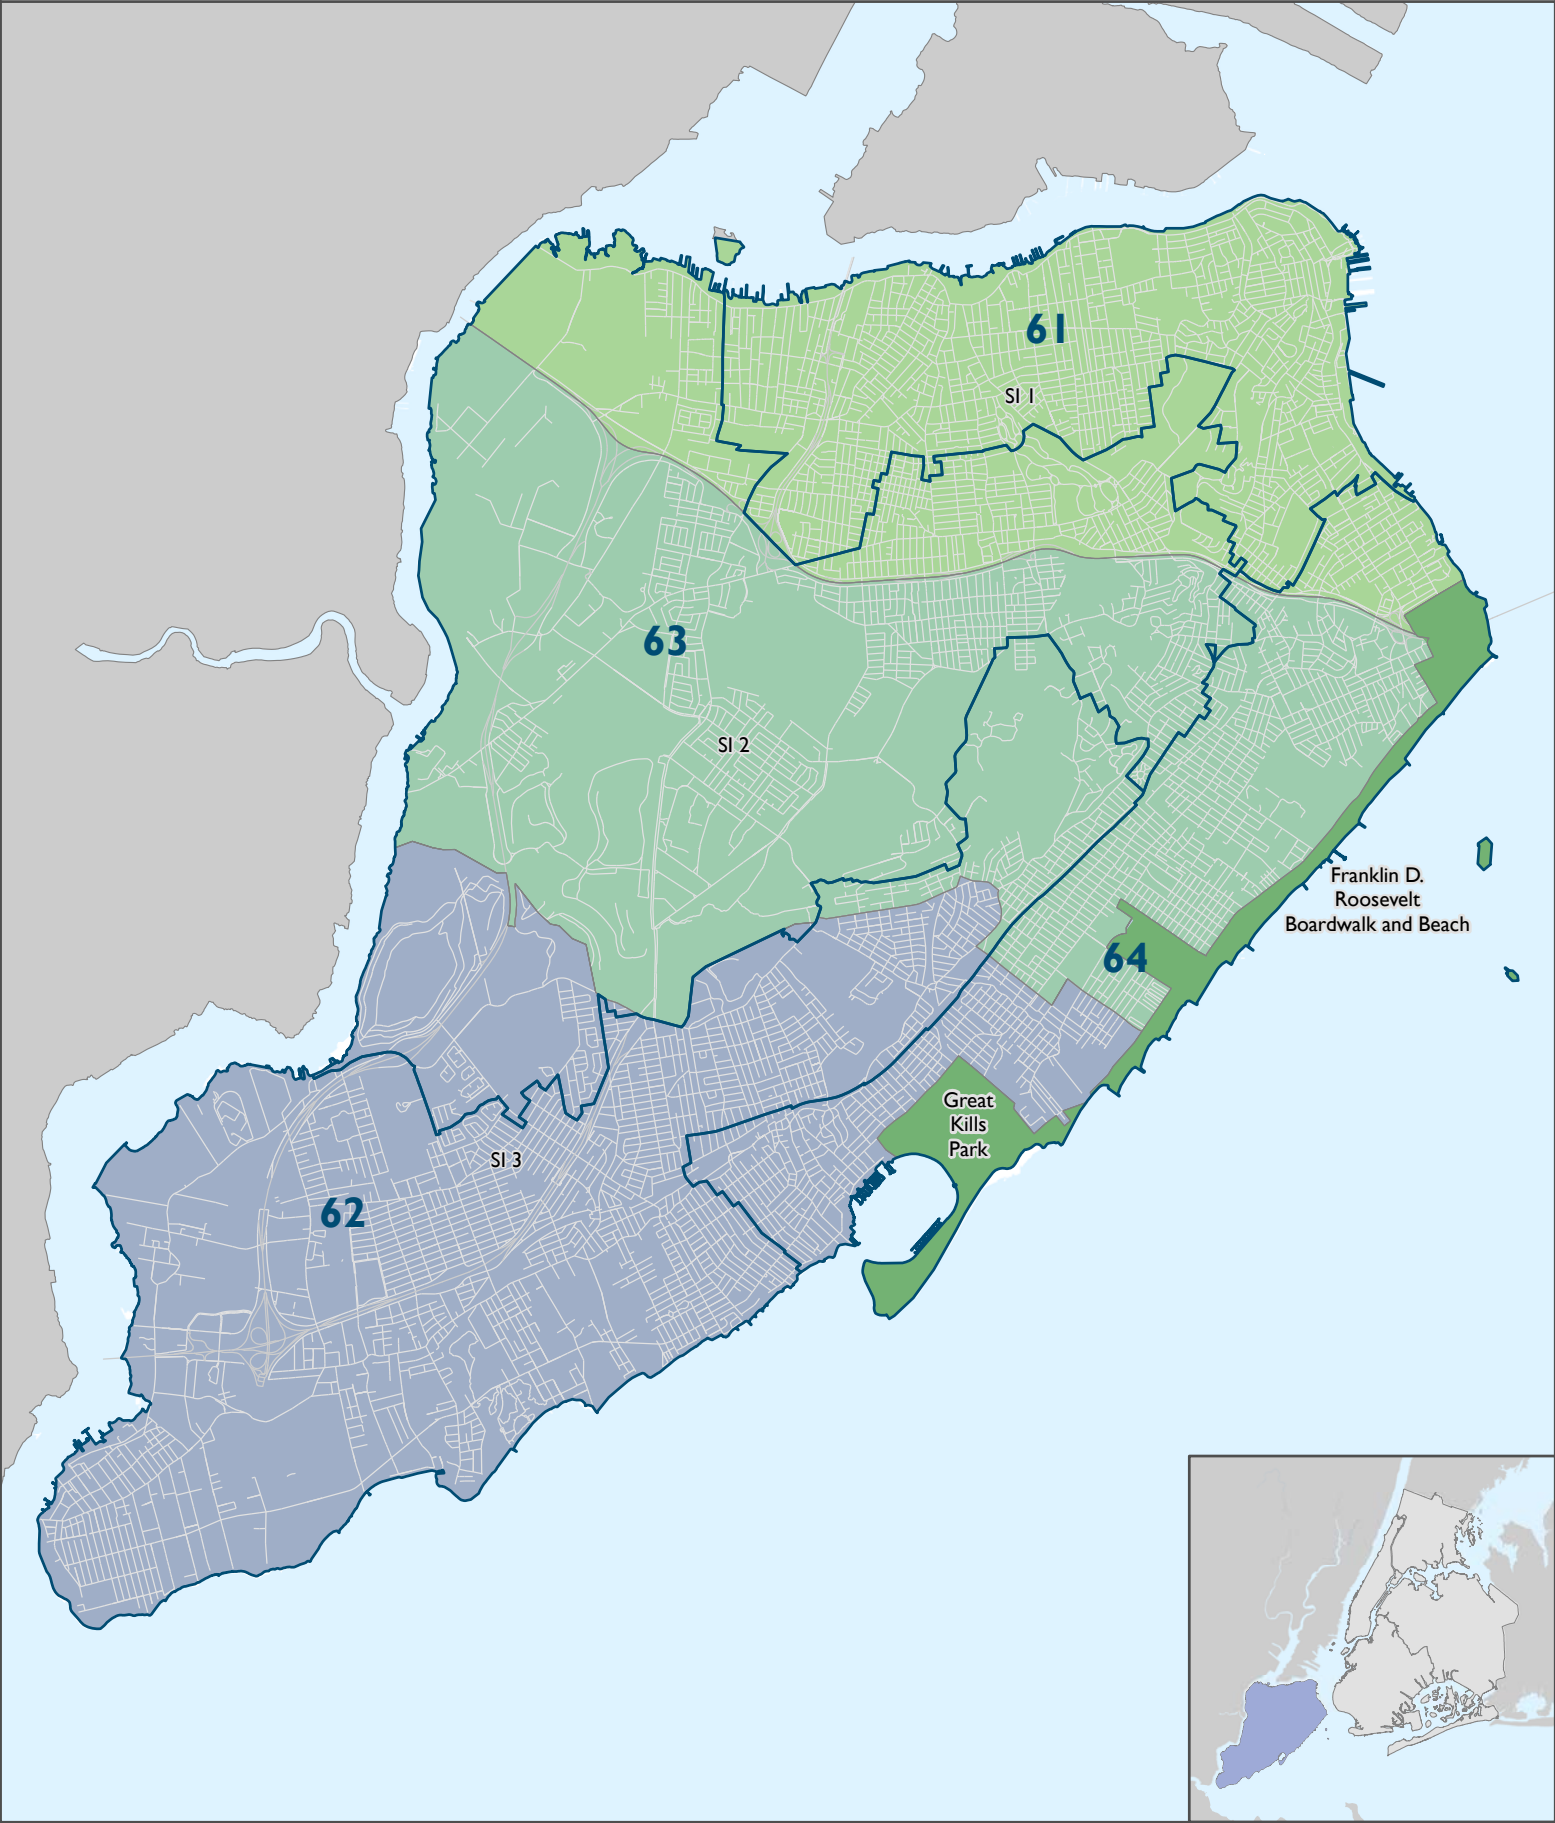 61
SI 1
63
SI 2
Franklin D.
Roosevelt
Boardwalk and Beach
64
Great
Kills
Park
SI 3
62